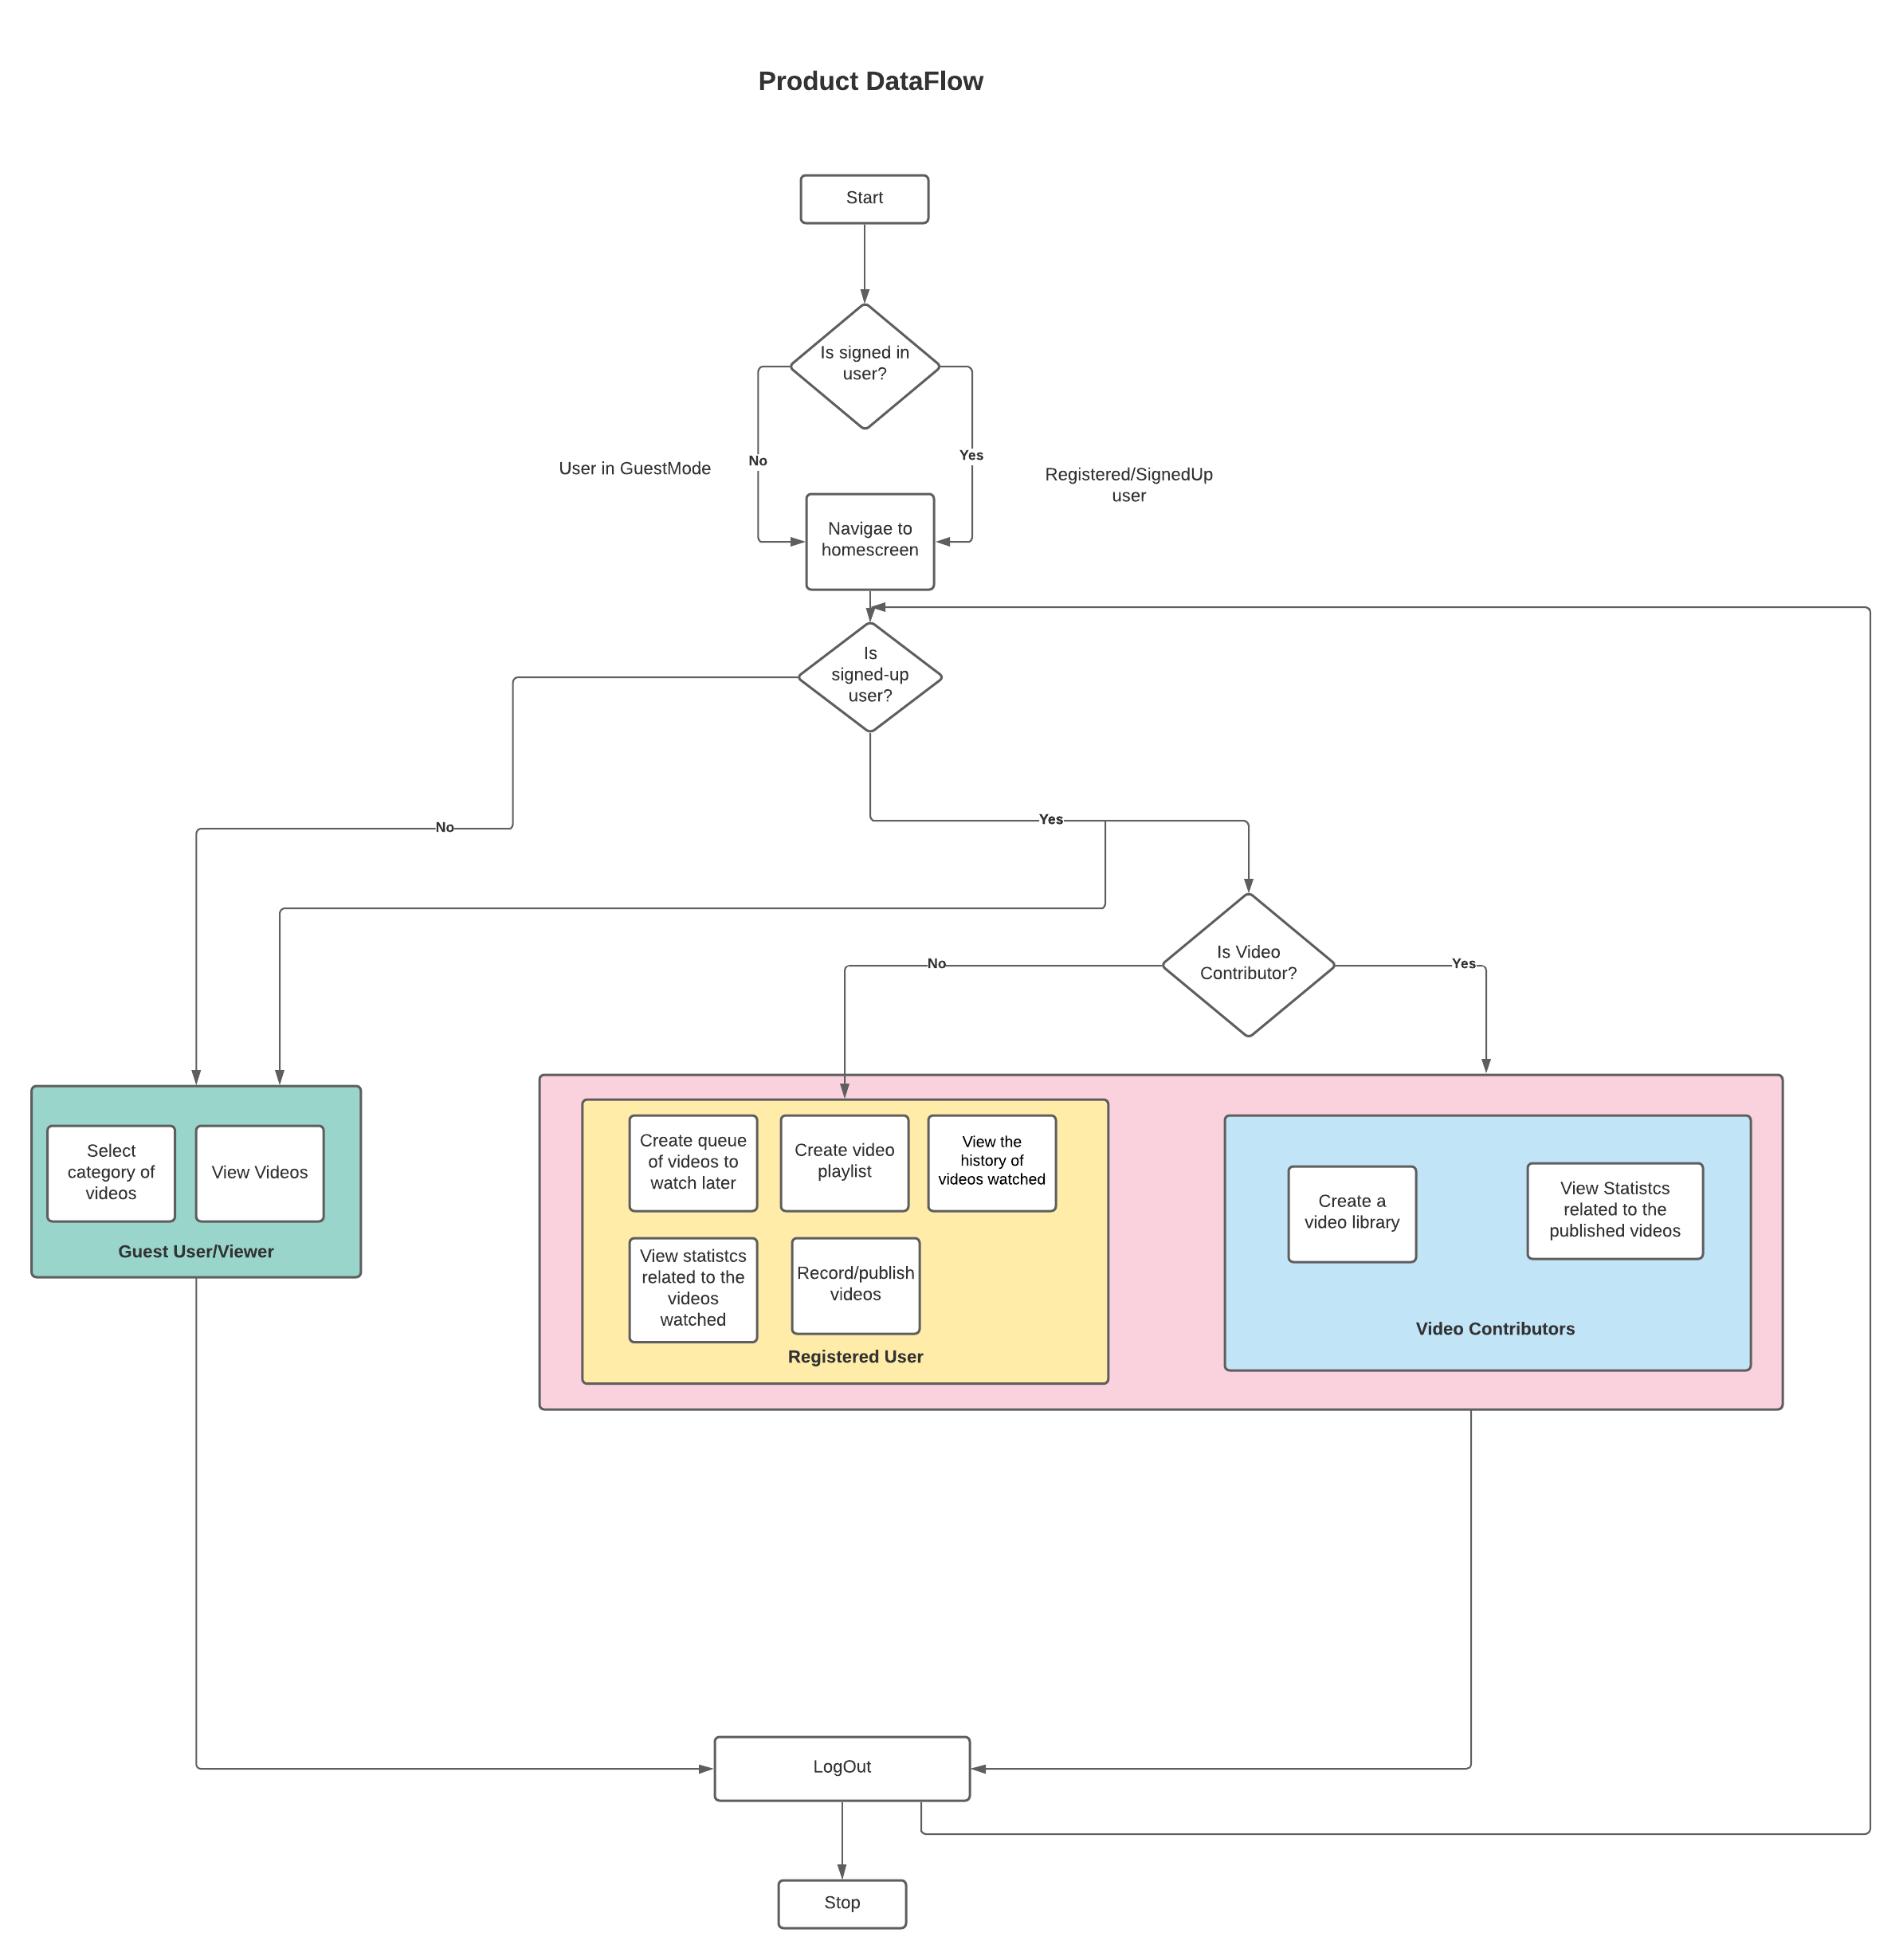 Product DataFlow
Start
Is signed in
user?
No
Yes
User in GuestMode
Registered/SignedUp
user
Navigae to
homescreen
Is
signed-up
user?
No
Yes
Is Video
Contributor?
No
Yes
Select
category of
videos
View Videos
Guest User/Viewer
Create queue
of videos to
watch later
Create video
playlist
View the
history of
videos watched
View statistcs
related to the
videos
watched
Record/publish
videos
Registered User
Create a
video library
View Statistcs
related to the
published videos
Video Contributors
LogOut
Stop